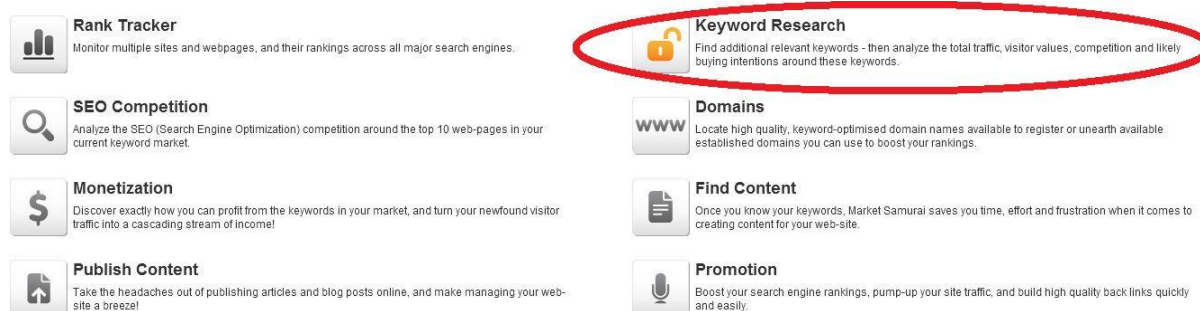 Rank Tracker
Monitor multiple sites and webpages, and their rankings across all major search engines.
Keyword Research
Find additional relevant keywords - then analyze the total traffic, visitor values, competition and likely
buying intentions around these keywords.
SEO Competition
Analyze the SEO (Search Engine Optimization) competition around the top 10 web-pages in your
current keyword market.
WWW
Domains
Locate high quality, keyword-optimised domain names available to register or unearth available
established domains you can use to boost your rankings.
$
Monetization
Discover exactly how you can profit from the keywords in your market, and turn your newfound visitor
traffic into a cascading stream of income!
Find Content
Once you know your keywords, Market Samurai saves you time, effort and frustration when it comes to
creating content for your web-site.
Publish Content
Take the headaches out of publishing articles and blog posts online, and make managing your web-
site a breeze!
Promotion
Boost your search engine rankings, pump-up your site traffic, and build high quality back links quickly
and easily.